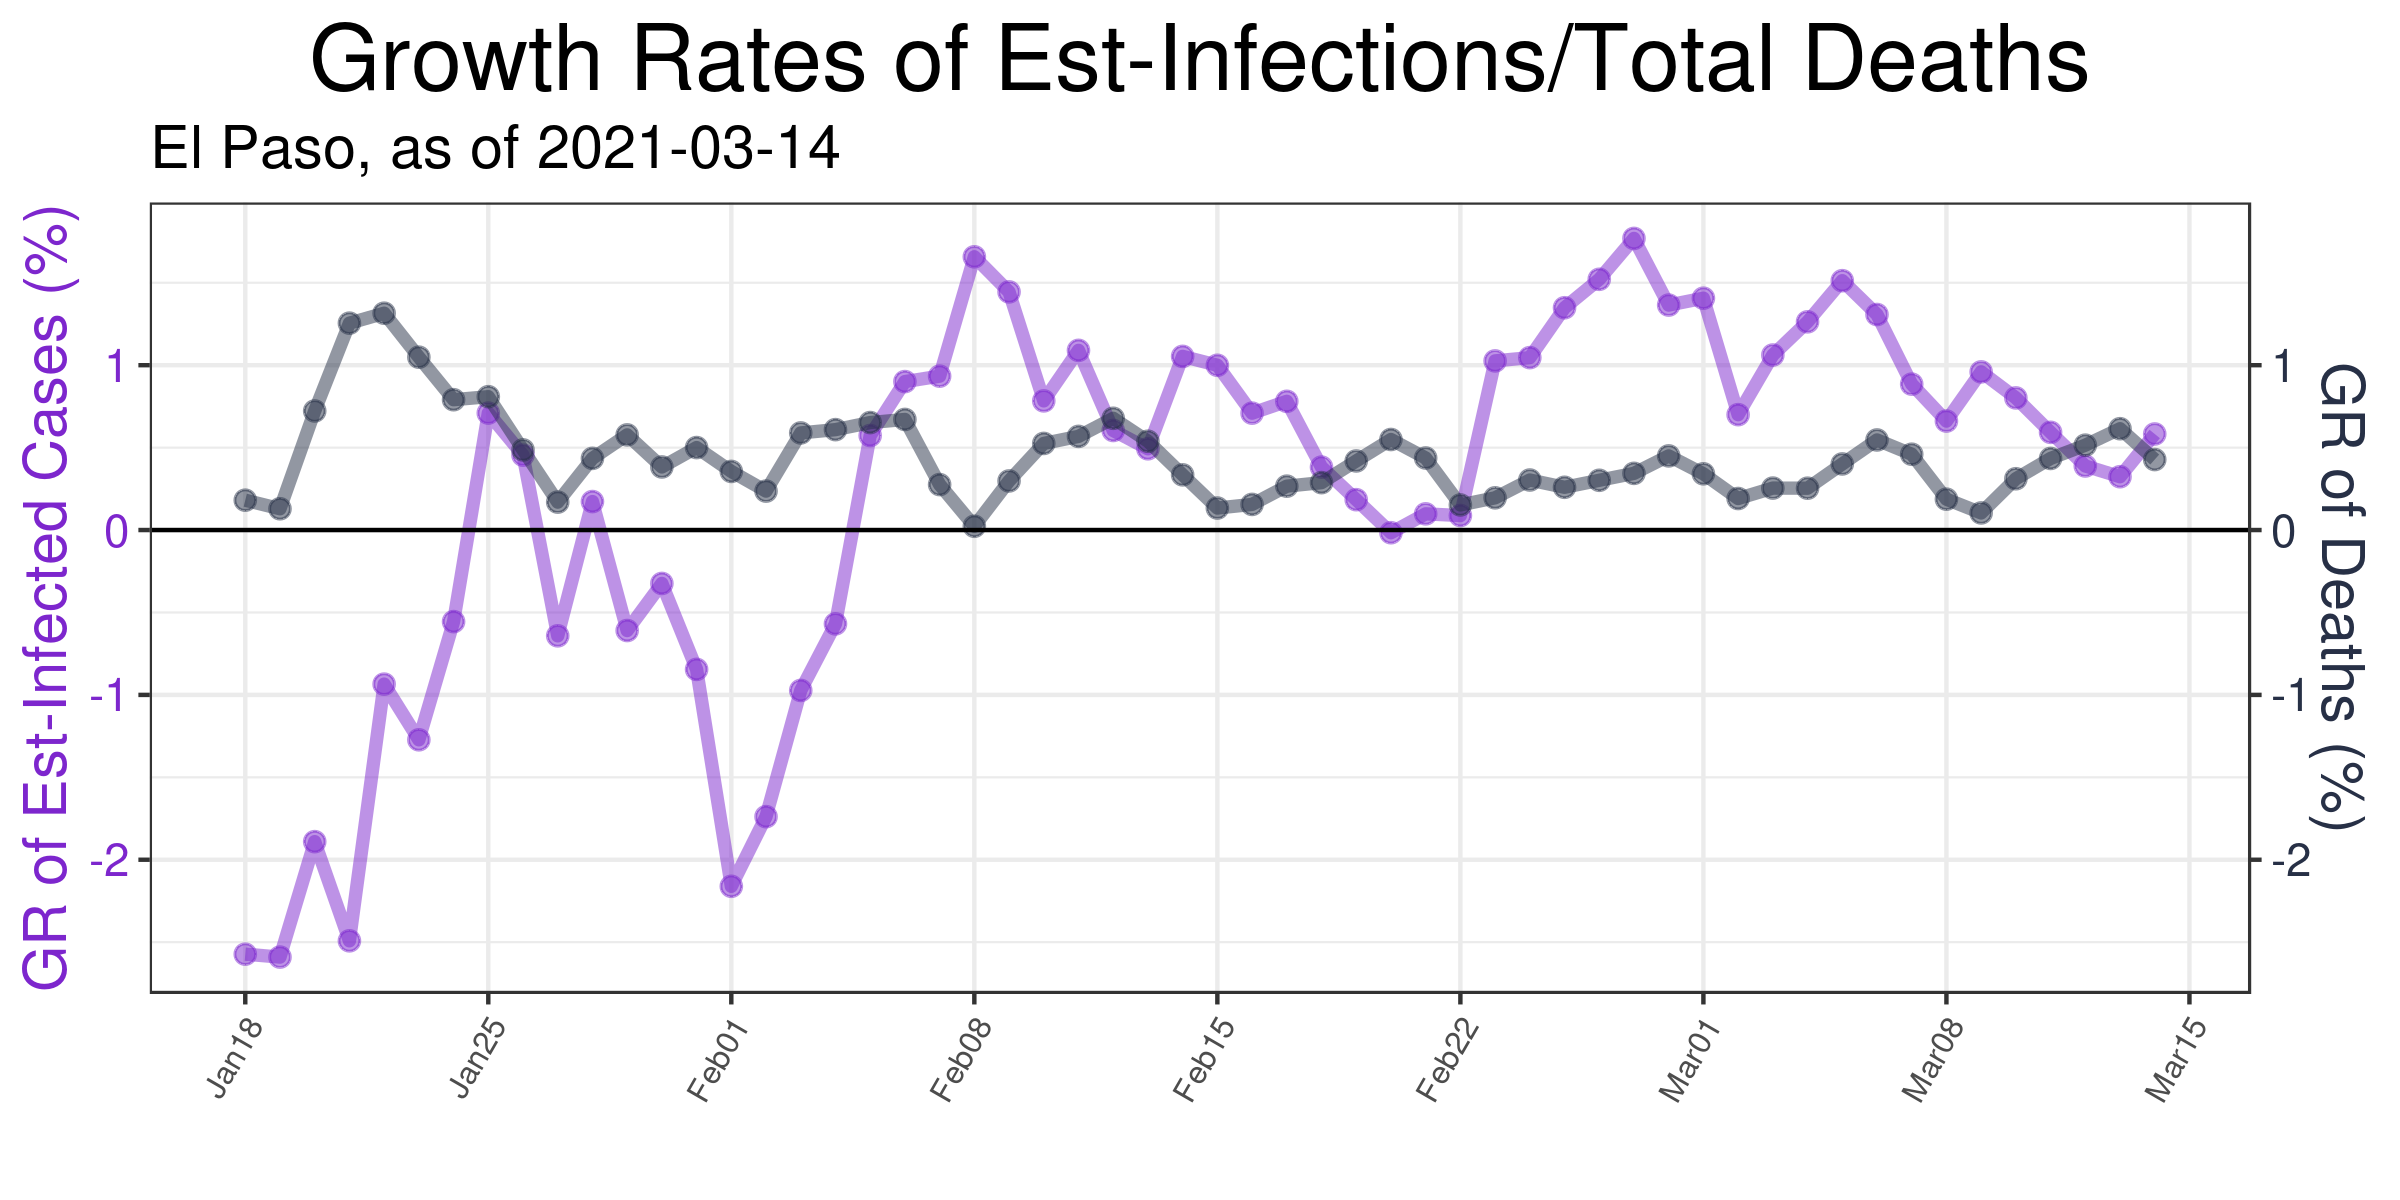 Growth Rates of Est-Infections/Total Deaths
El Paso, as of 2021-03-14
GR of Est-Infected Cases (%)
1
0
-1
-2
1
0
-1
-2
GR of Deaths (%)
Jan18
Jan25
Feb01
Feb08
Feb15
Feb22
Mar01
Mar08
Mar15